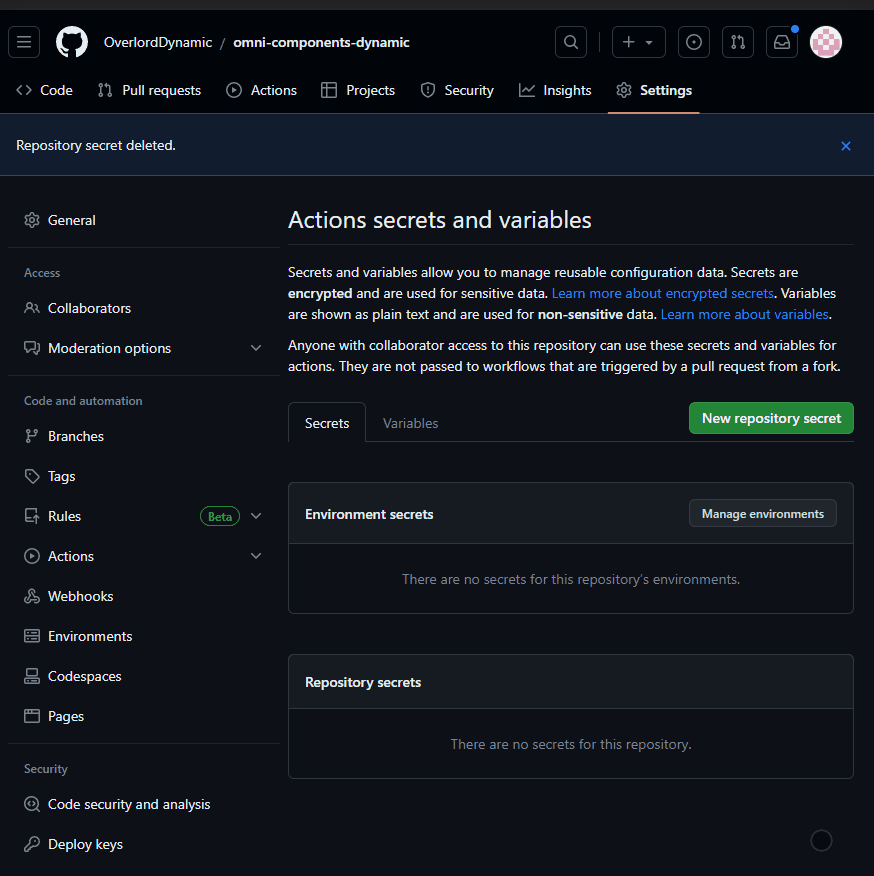 OverlordDynamic / omni-components-dynamic
Code Pull requests Actions Projects Security Insights Settings
Repository secret deleted.
General
Access
Collaborators
Moderation options
Code and automation
Branches
Tags
Rules Beta
Actions
Webhooks
Environments
Codespaces
Pages
Security
Code security and analysis
Deploy keys
Actions secrets and variables
Secrets and variables allow you to manage reusable configuration data. Secrets are
encrypted and are used for sensitive data. Learn more about encrypted secrets. Variables
are shown as plain text and are used for non-sensitive data. Learn more about variables.
Anyone with collaborator access to this repository can use these secrets and variables for
actions. They are not passed to workflows that are triggered by a pull request from a fork.
Secrets Variables New repository secret
Environment secrets Manage environments
There are no secrets for this repository's environments.
Repository secrets
There are no secrets for this repository.